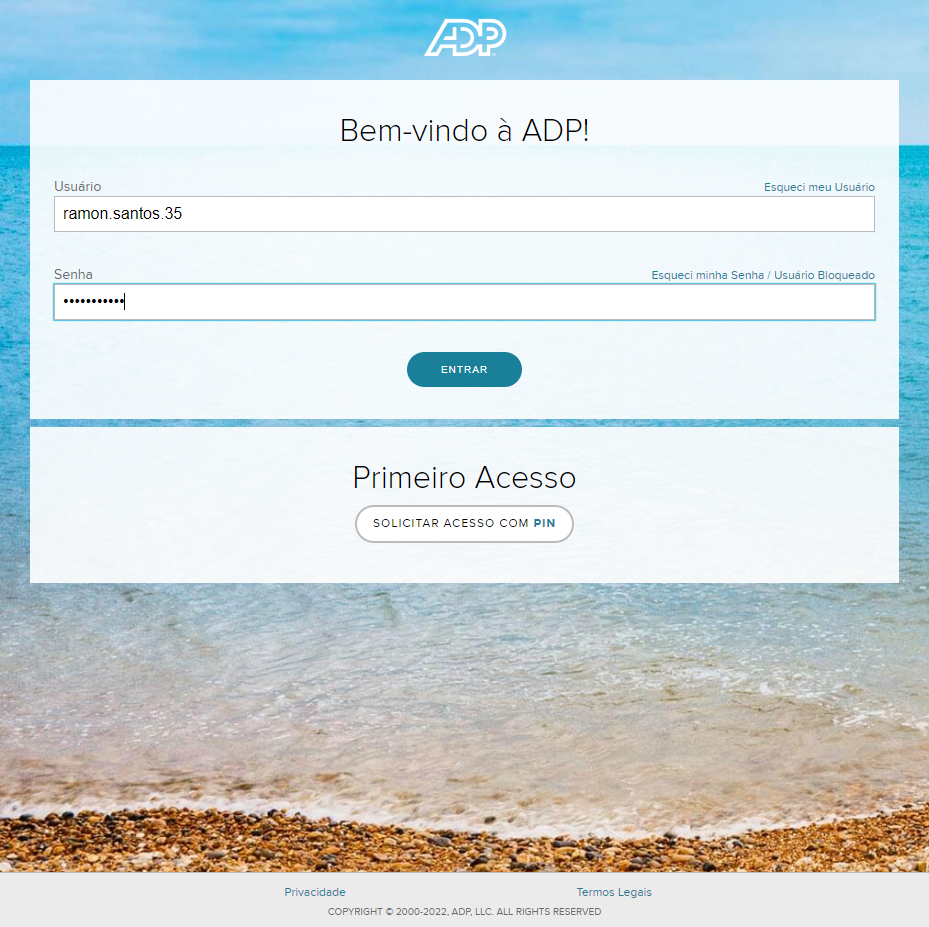 ADP
Bem-vindo à ADP!
Usuário Esqueci meu Usuário
ramon.santos.35
Senha Esqueci minha Senha / Usuário Bloqueado
•••••••••••
ENTRAR
Primeiro Acesso
SOLICITAR ACESSO COM PIN
Privacidade Termos Legais
COPYRIGHT © 2000-2022, ADP, LLC. ALL RIGHTS RESERVED